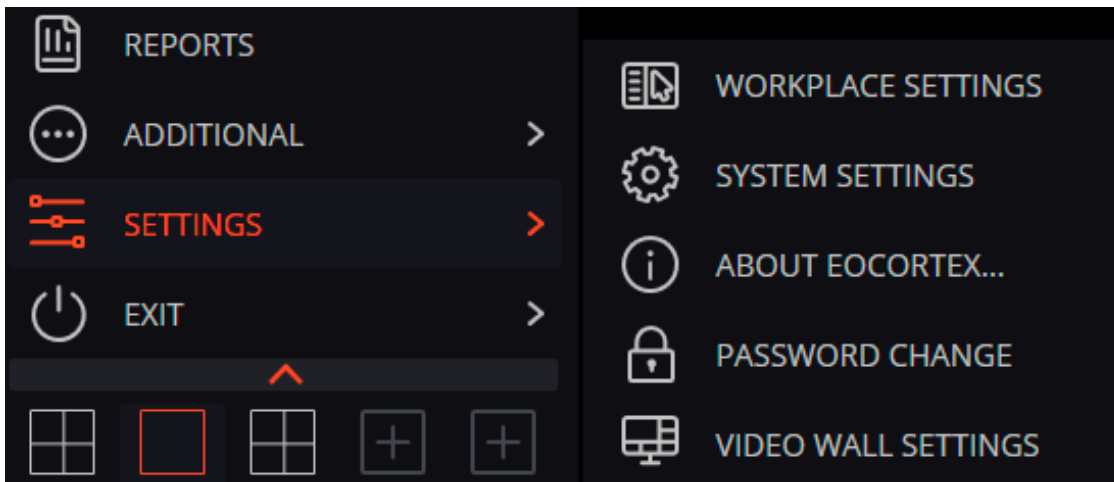 REPORTS
ADDITIONAL
SETTINGS
EXIT
WORKPLACE SETTINGS
SYSTEM SETTINGS
ABOUT EOCORTEX...
PASSWORD CHANGE
VIDEO WALL SETTINGS